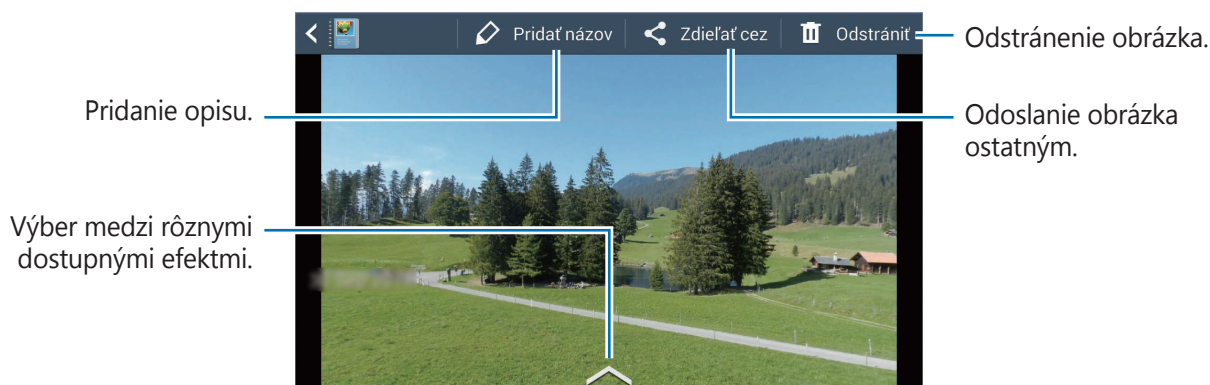 Pridať názov
Zdieľať cez
Odstrániť
Odstránenie obrázka.
Pridanie opisu.
Odoslanie obrázka
ostatným.
Výber medzi rôznymi
dostupnými efektmi.